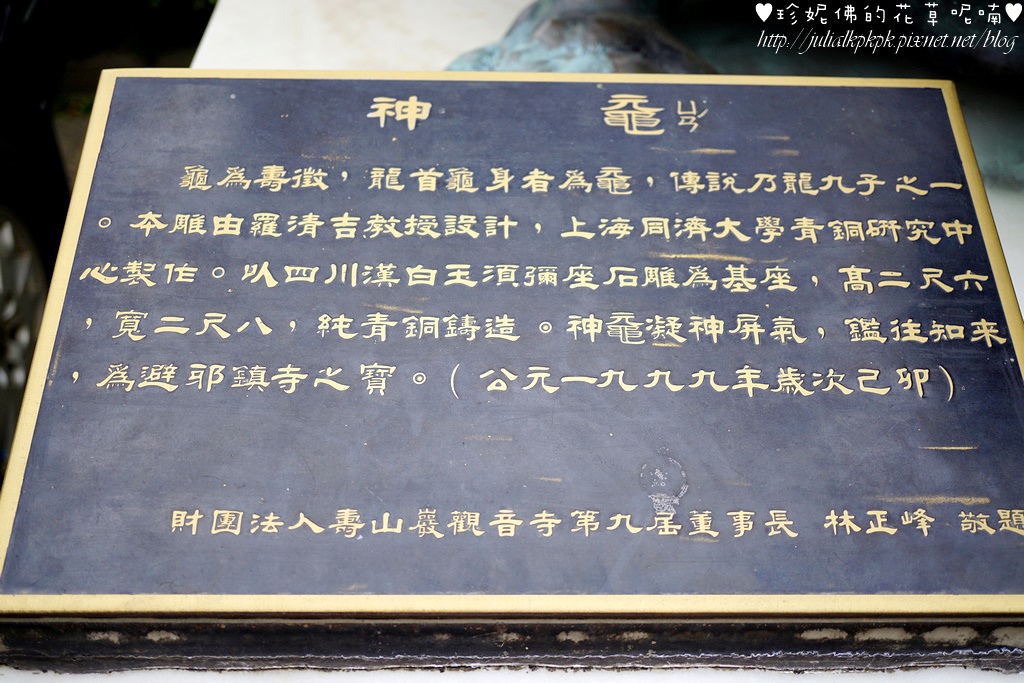 ♥珍妮佛的花草呢喃♥
http://julialkpkpk.pixnet.net/blog
神 黿 ㄩㄢˊ
龜為壽徵，龍首龜身者為黿，傳說乃龍九子之一
。本雕由羅清吉教授設計，上海同濟大學青銅研究中
心製作。以四川漢白玉須彌座石雕為基座，高二尺六
，寬二尺八，純青銅鑄造。神黿凝神屏氣，鑑往知來
，為避邪鎮寺之寶。(公元一九九九年歲次己卯)
財團法人壽山巖觀音寺第九屆董事長 林正峰 敬題